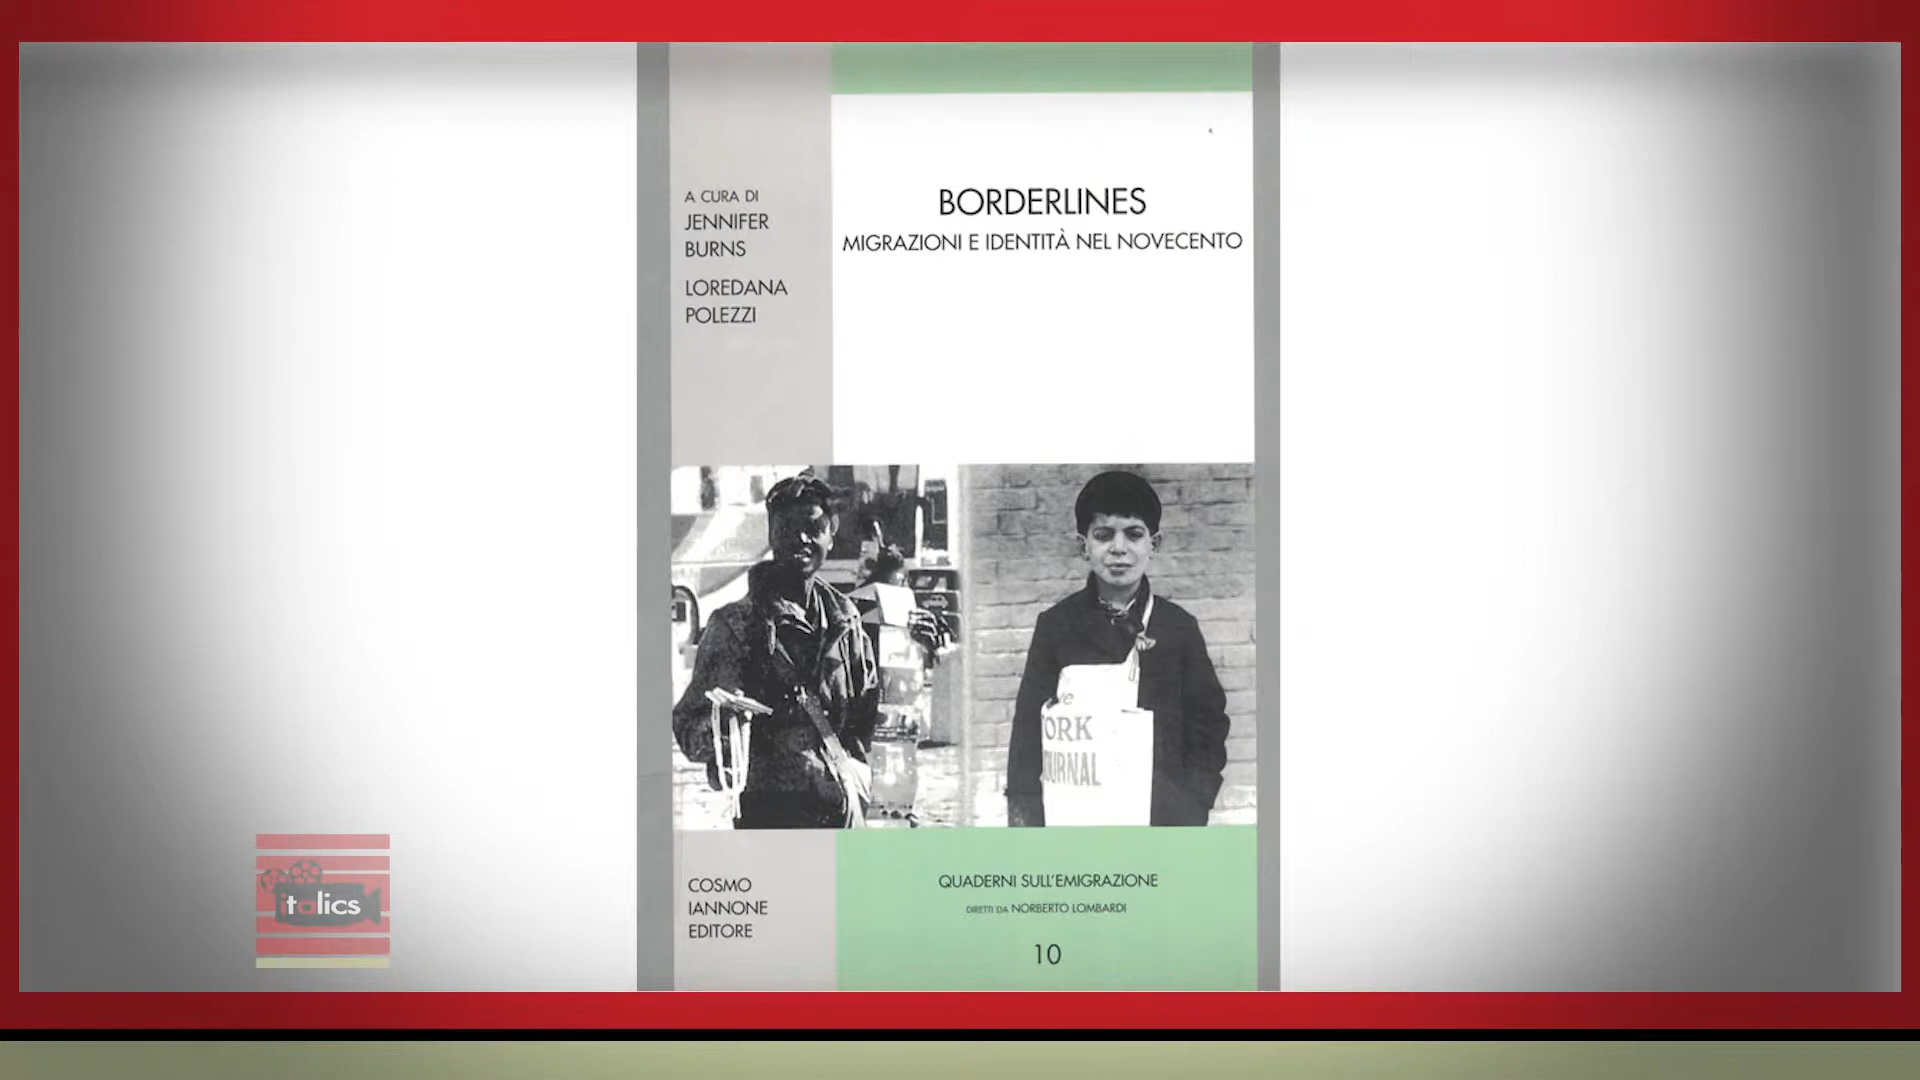 A CURA DI
JENNIFER
BURNS
LOREDANA
POLEZZI
BORDERLINES
MIGRAZIONI E IDENTITÀ NEL NOVECENTO
ORK
COSMO
IANNONE
EDITORE
QUADERNI SULL'EMIGRAZIONE
DIRETTI DA NORBERTO LOMBARDI
10
italics